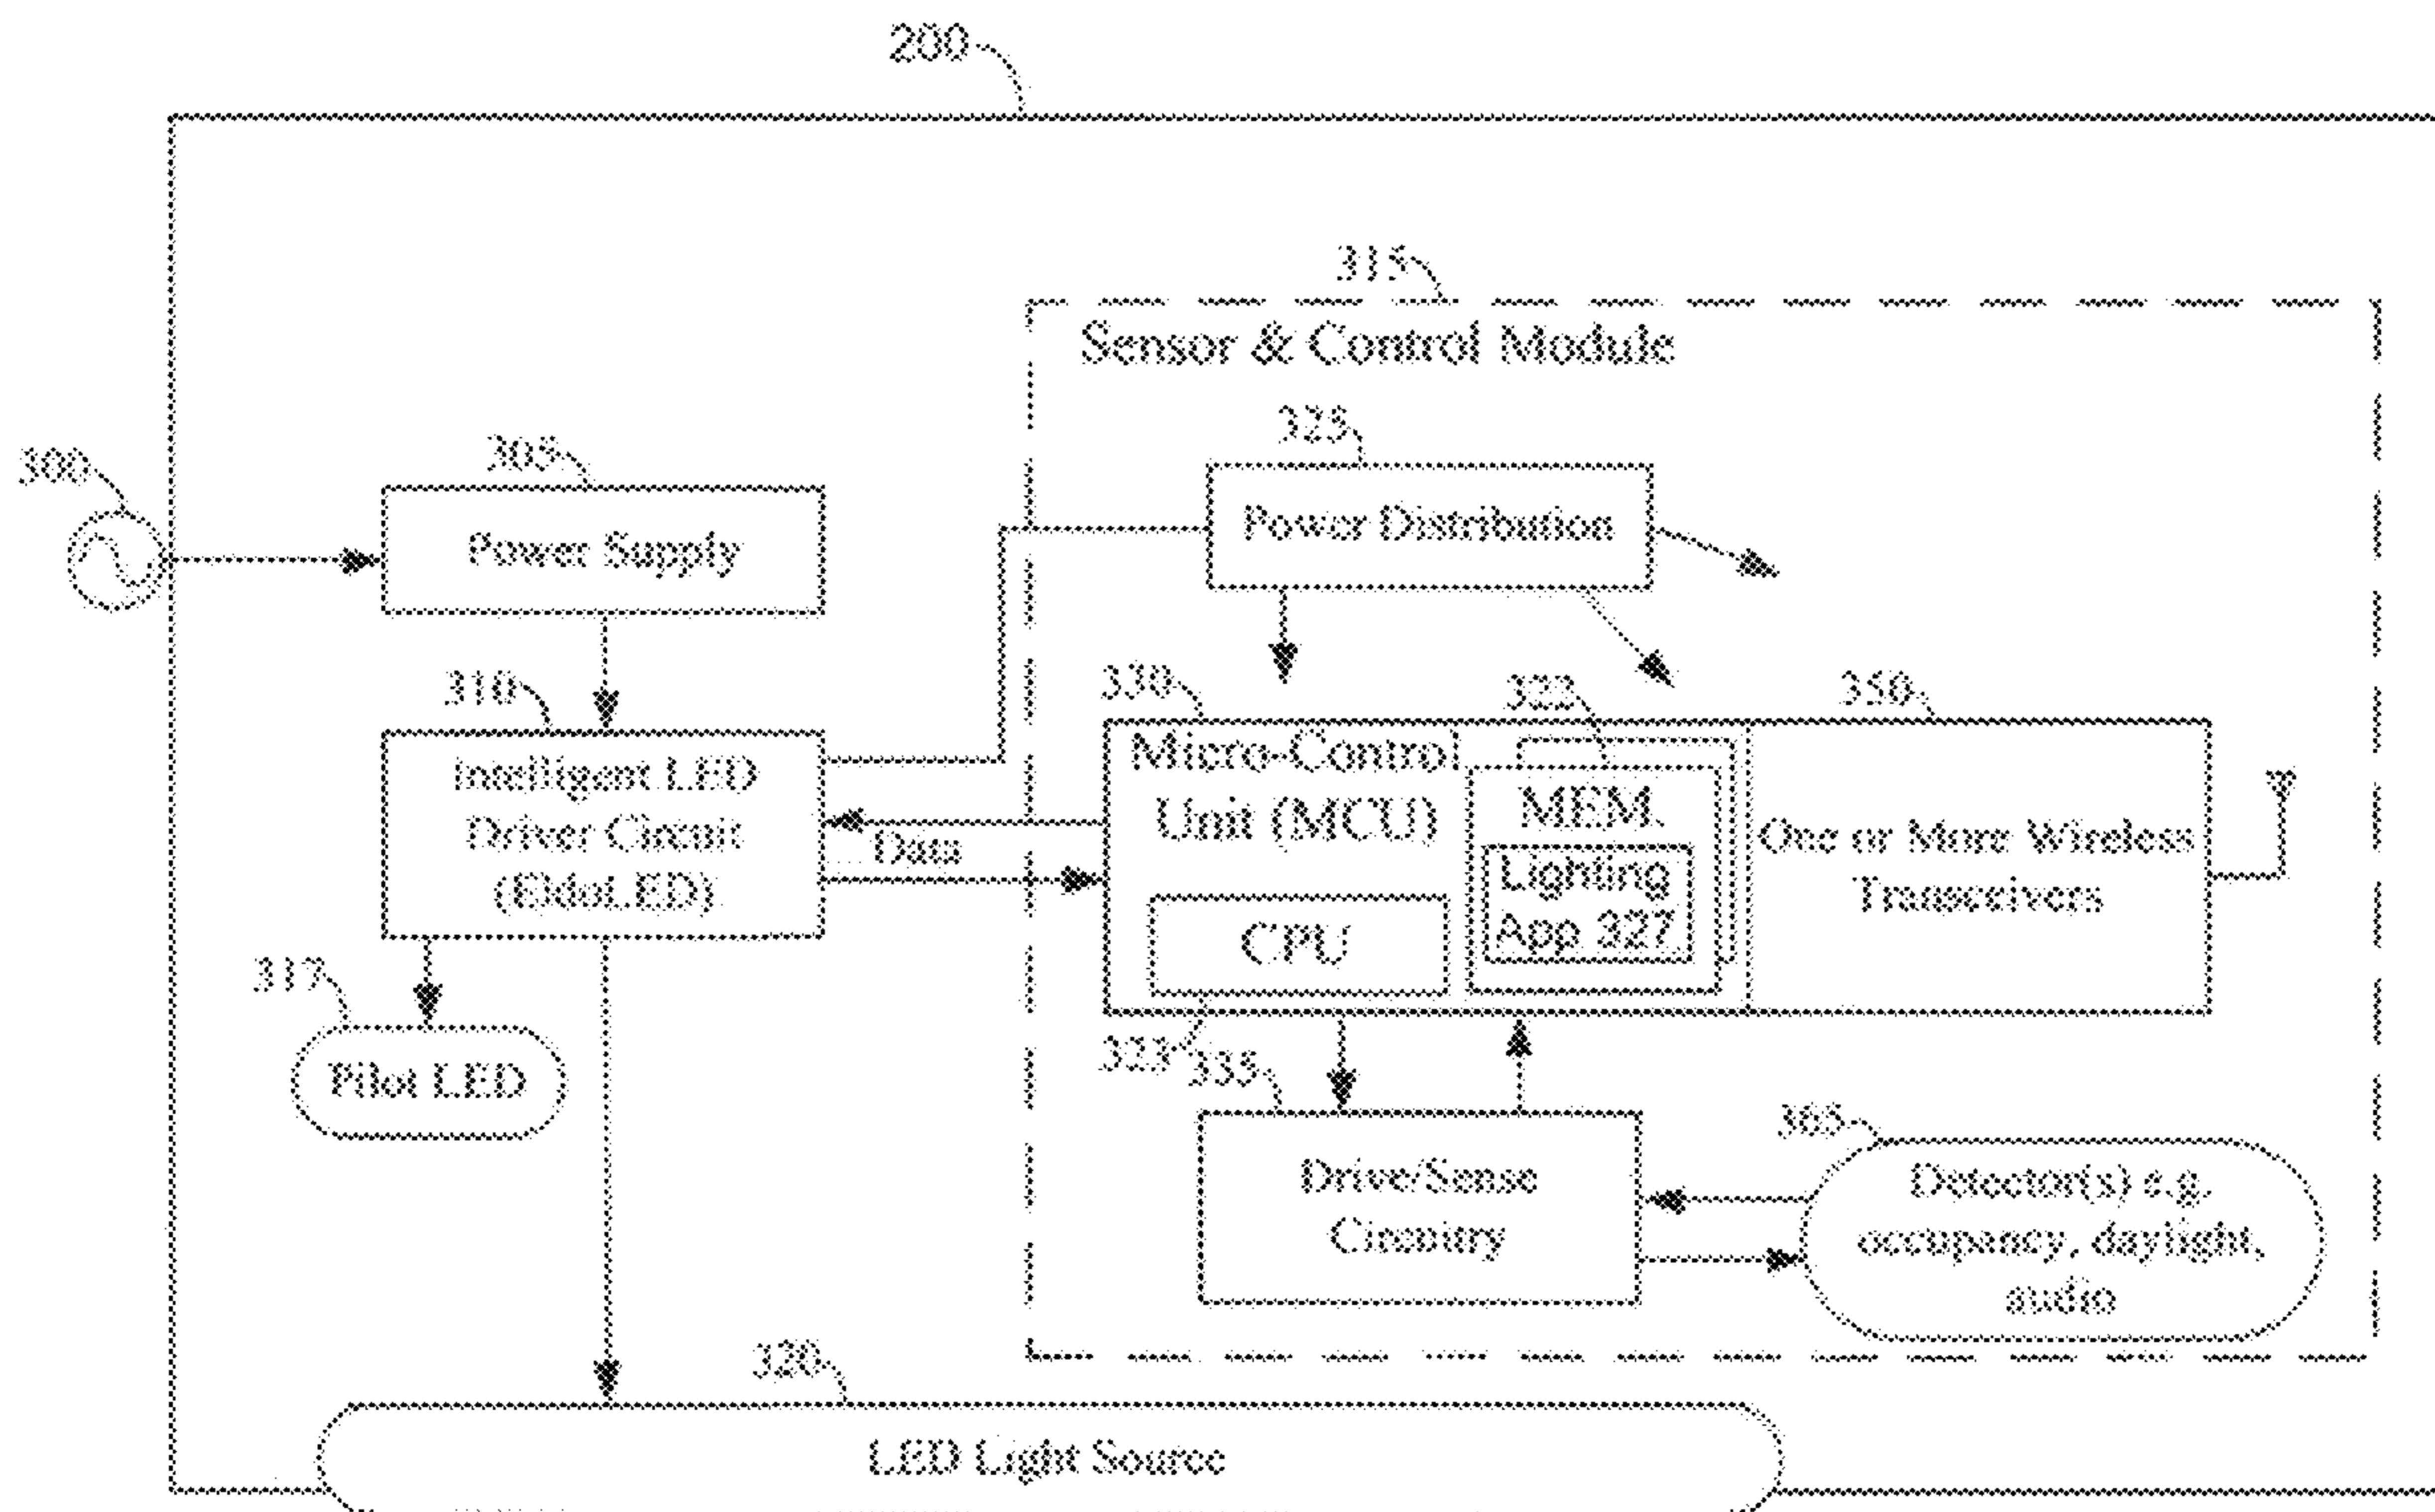 200
315
Sensor & Control Module
325
300
305
Power Distribution
Power Supply
310
330
322
350
Micro-Control
Unit (MCU)
MEM.
Lighting
App 327
CPU
One or More Wireless
Transceivers
Intelligent LED
Driver Circuit
(EldoLED)
Data
317
Pilot LED
323
335
Drive/Sense
Circuitry
365
Detector(s) e.g.
occupancy, daylight,
audio
320
LED Light Source